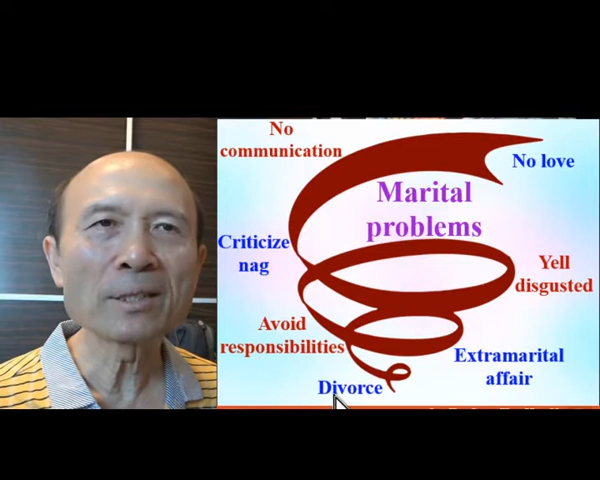 No
communication
No love
Marital
problems
Criticize
nag
Yell
disgusted
Avoid
responsibilities
Extramarital
affair
Divorce